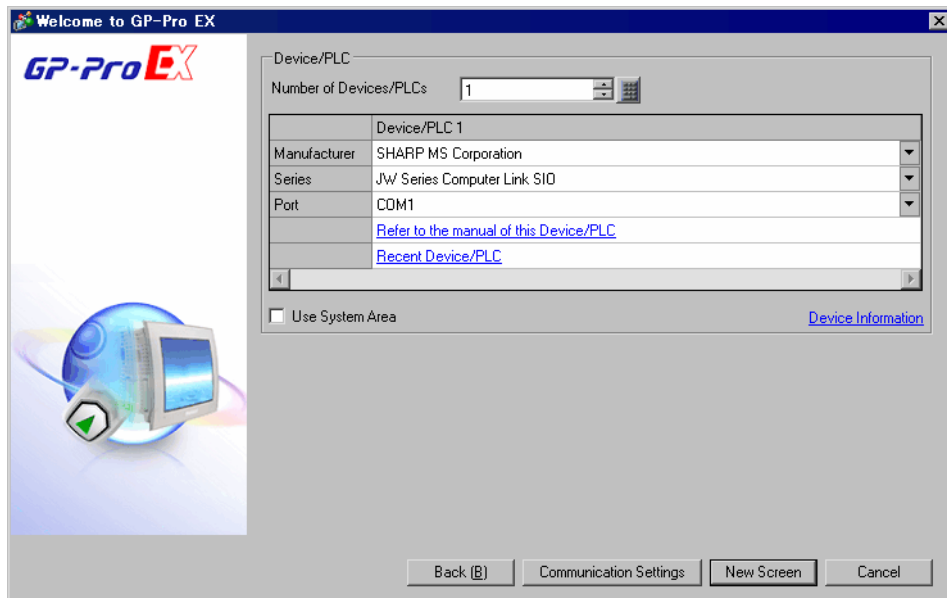 Welcome to GP-Pro EX
GP-Pro EX
Device/PLC
Number of Devices/PLCs 1
Device/PLC 1
Manufacturer SHARP MS Corporation
Series JW Series Computer Link SIO
Port COM1
Refer to the manual of this Device/PLC
Recent Device/PLC
Use System Area Device Information
Back (B) Communication Settings New Screen Cancel